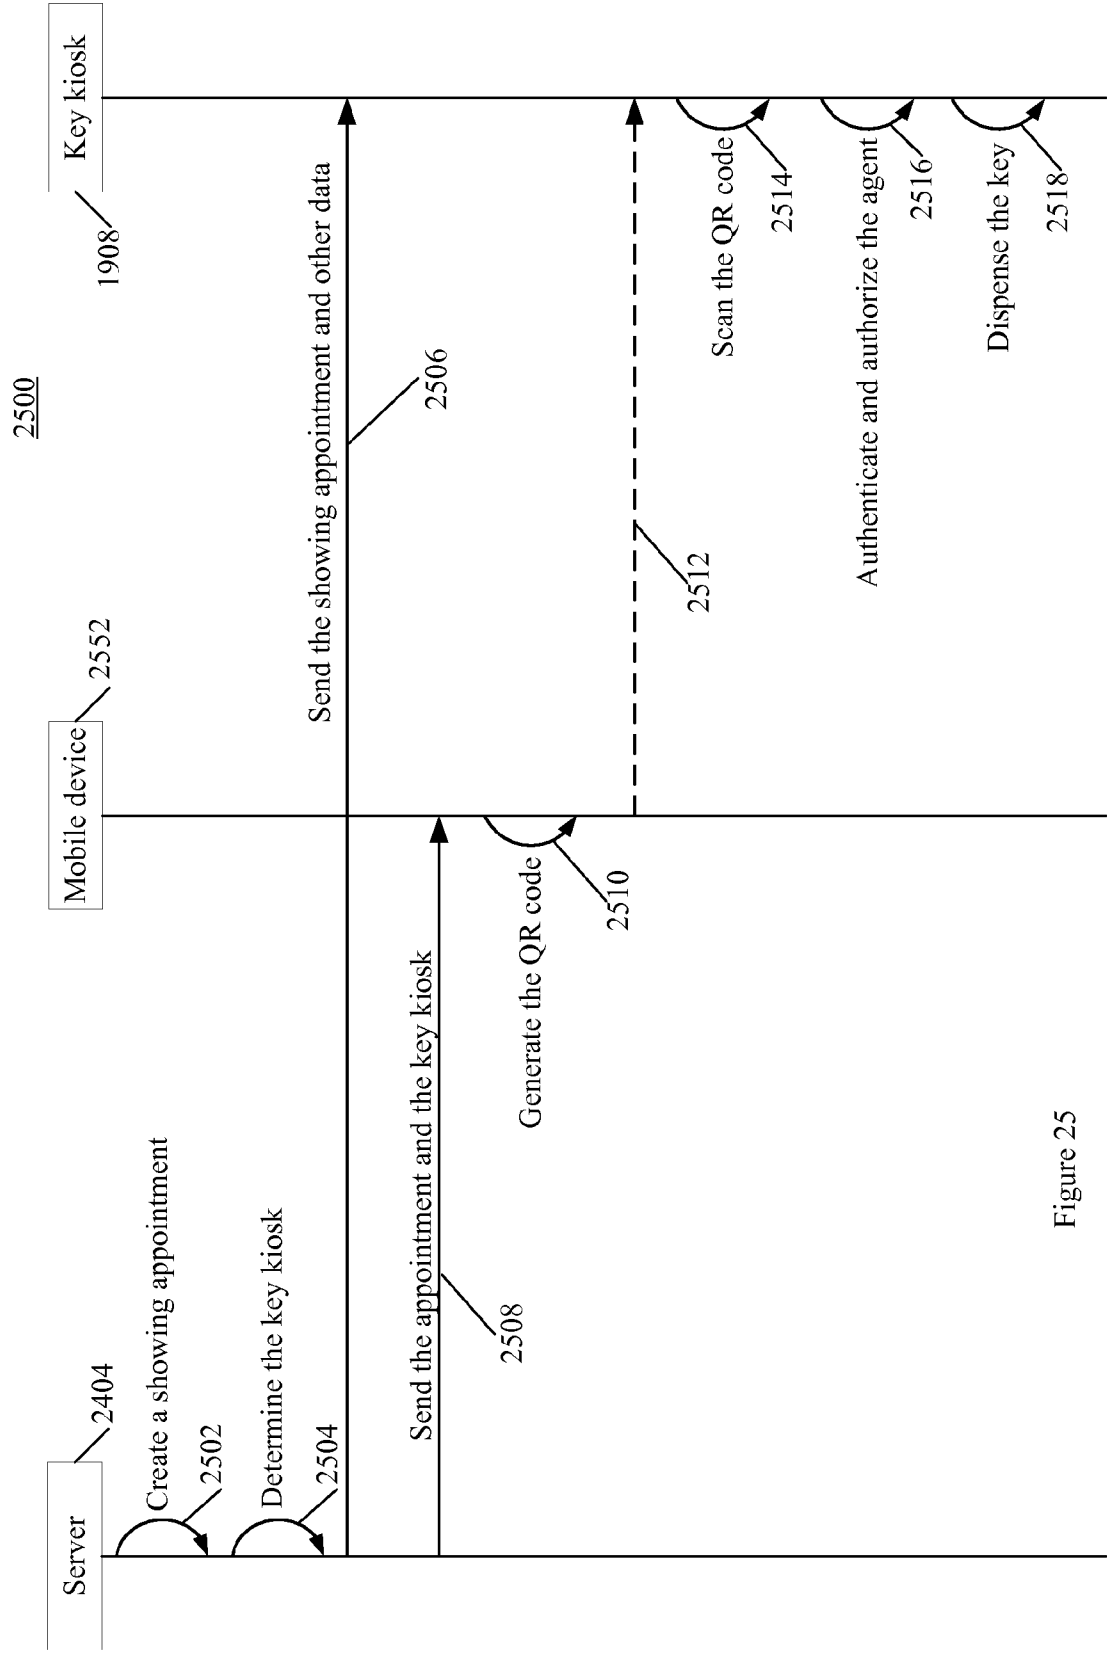 2500
Server
2404
Mobile device
2552
Key kiosk
1908
Create a showing appointment
2502
Determine the key kiosk
2504
Send the showing appointment and other data
2506
Send the appointment and the key kiosk
2508
Generate the QR code
2510
2512
Scan the QR code
2514
Authenticate and authorize the agent
2516
Dispense the key
2518
Figure 25